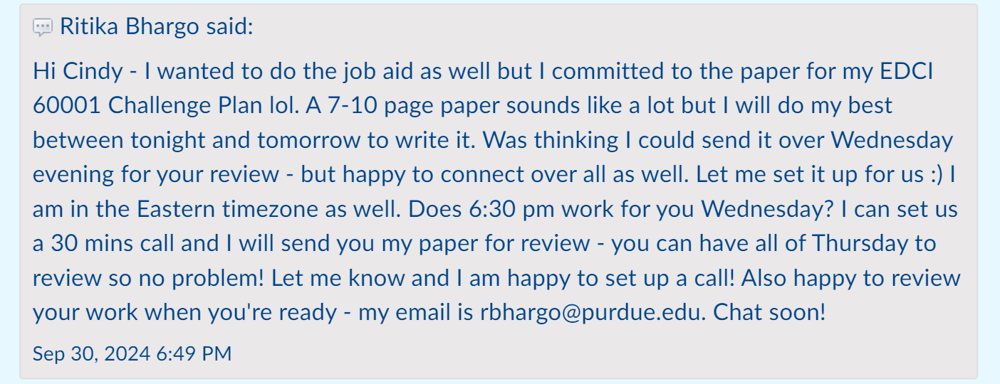 Ritika Bhargo said:
Hi Cindy - I wanted to do the job aid as well but I committed to the paper for my EDCI
60001 Challenge Plan lol. A 7-10 page paper sounds like a lot but I will do my best
between tonight and tomorrow to write it. Was thinking I could send it over Wednesday
evening for your review - but happy to connect over all as well. Let me set it up for us :) I
am in the Eastern timezone as well. Does 6:30 pm work for you Wednesday? I can set us
a 30 mins call and I will send you my paper for review - you can have all of Thursday to
review so no problem! Let me know and I am happy to set up a call! Also happy to review
your work when you're ready - my email is rbhargo@purdue.edu. Chat soon!
Sep 30, 2024 6:49 PM